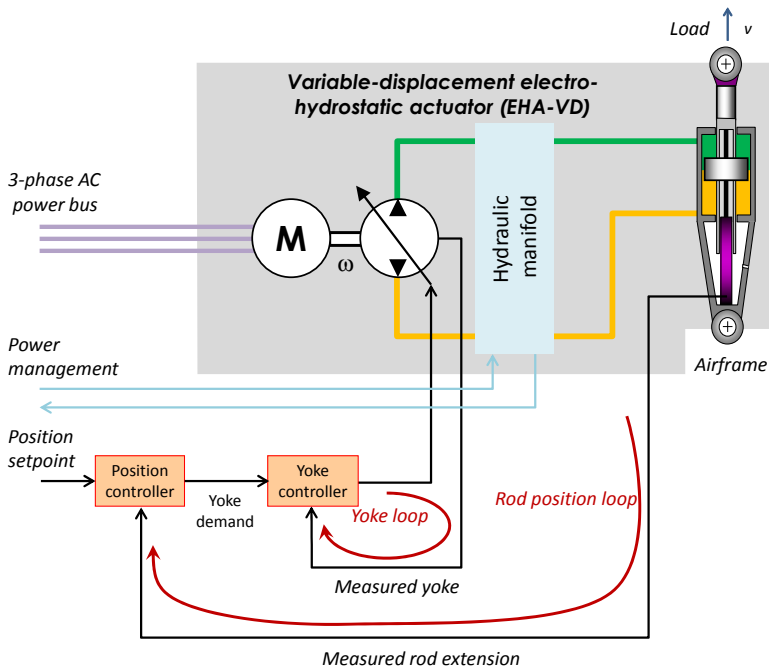 Load
v
Variable-displacement electro-
hydrostatic actuator (EHA-VD)
3-phase AC
power bus
M
ω
Hydraulic
manifold
Power
management
Airframe
Position
setpoint
Position
controller
Yoke
demand
Yoke
controller
Yoke loop
Rod position loop
Measured yoke
Measured rod extension